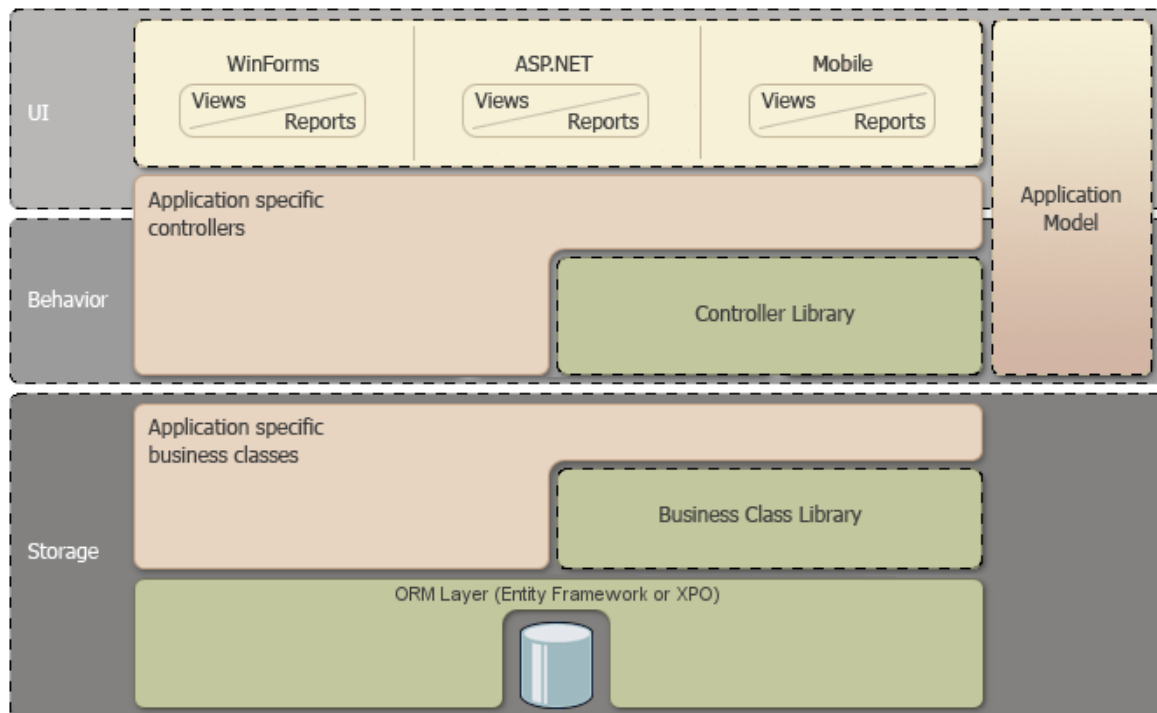 UI
WinForms
Views
Reports
ASP.NET
Views
Reports
Mobile
Views
Reports
Application
Model
Application specific
controllers
Behavior
Controller Library
Storage
Application specific
business classes
Business Class Library
ORM Layer (Entity Framework or XPO)